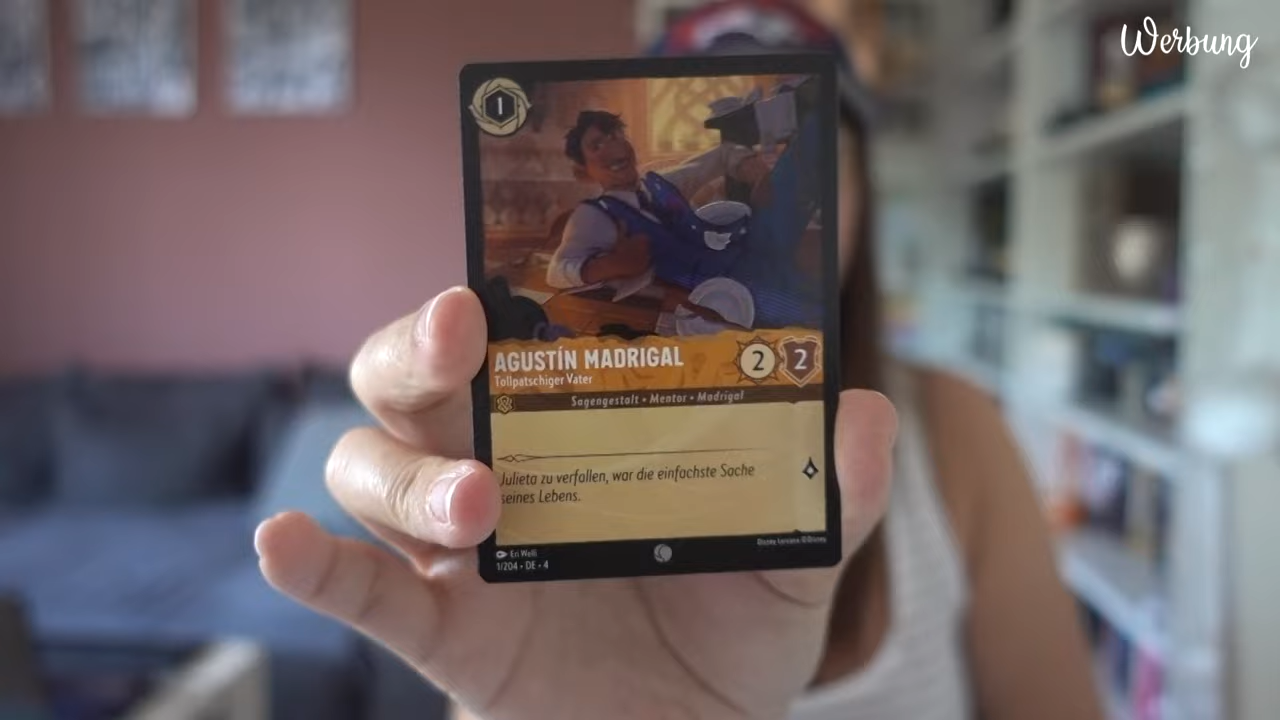 Werbung
1
AGUSTÍN MADRIGAL
Tollpatschiger Vater
2 2
Sagengestalt • Mentor • Madrigal
Julieta zu verfallen, war die einfachste Sache
seines Lebens.
Disney Lorcana ©Disney
Eri Welli
1/204 • DE • 4